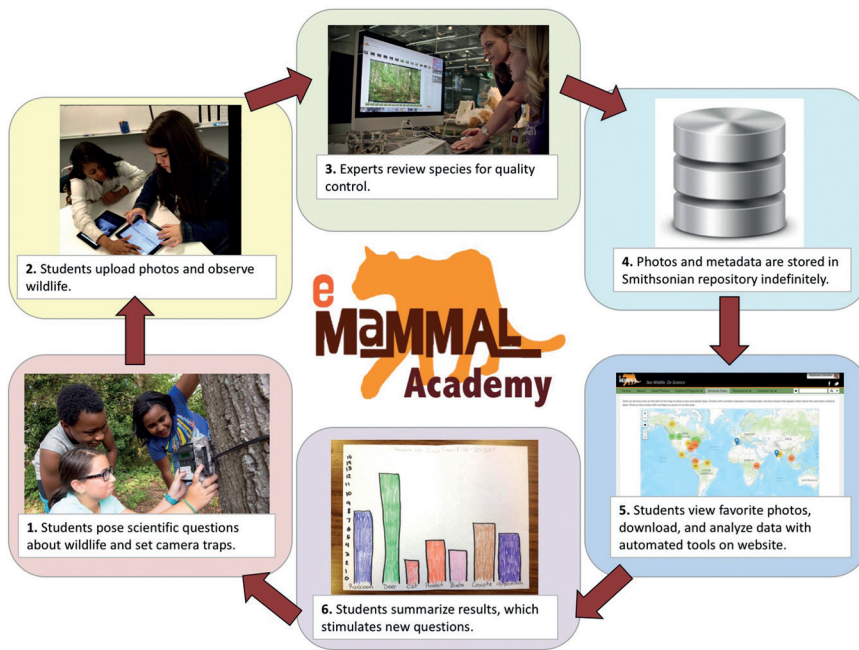 3. Experts review species for quality
control.
2. Students upload photos and observe
wildlife.
4. Photos and metadata are stored in
Smithsonian repository indefinitely.
e
MaMMAL
Academy
1. Students pose scientific questions
about wildlife and set camera traps.
5. Students view favorite photos,
download, and analyze data with
automated tools on website.
Raccoon Deer Cat Rabbit
6. Students summarize results, which
stimulates new questions.